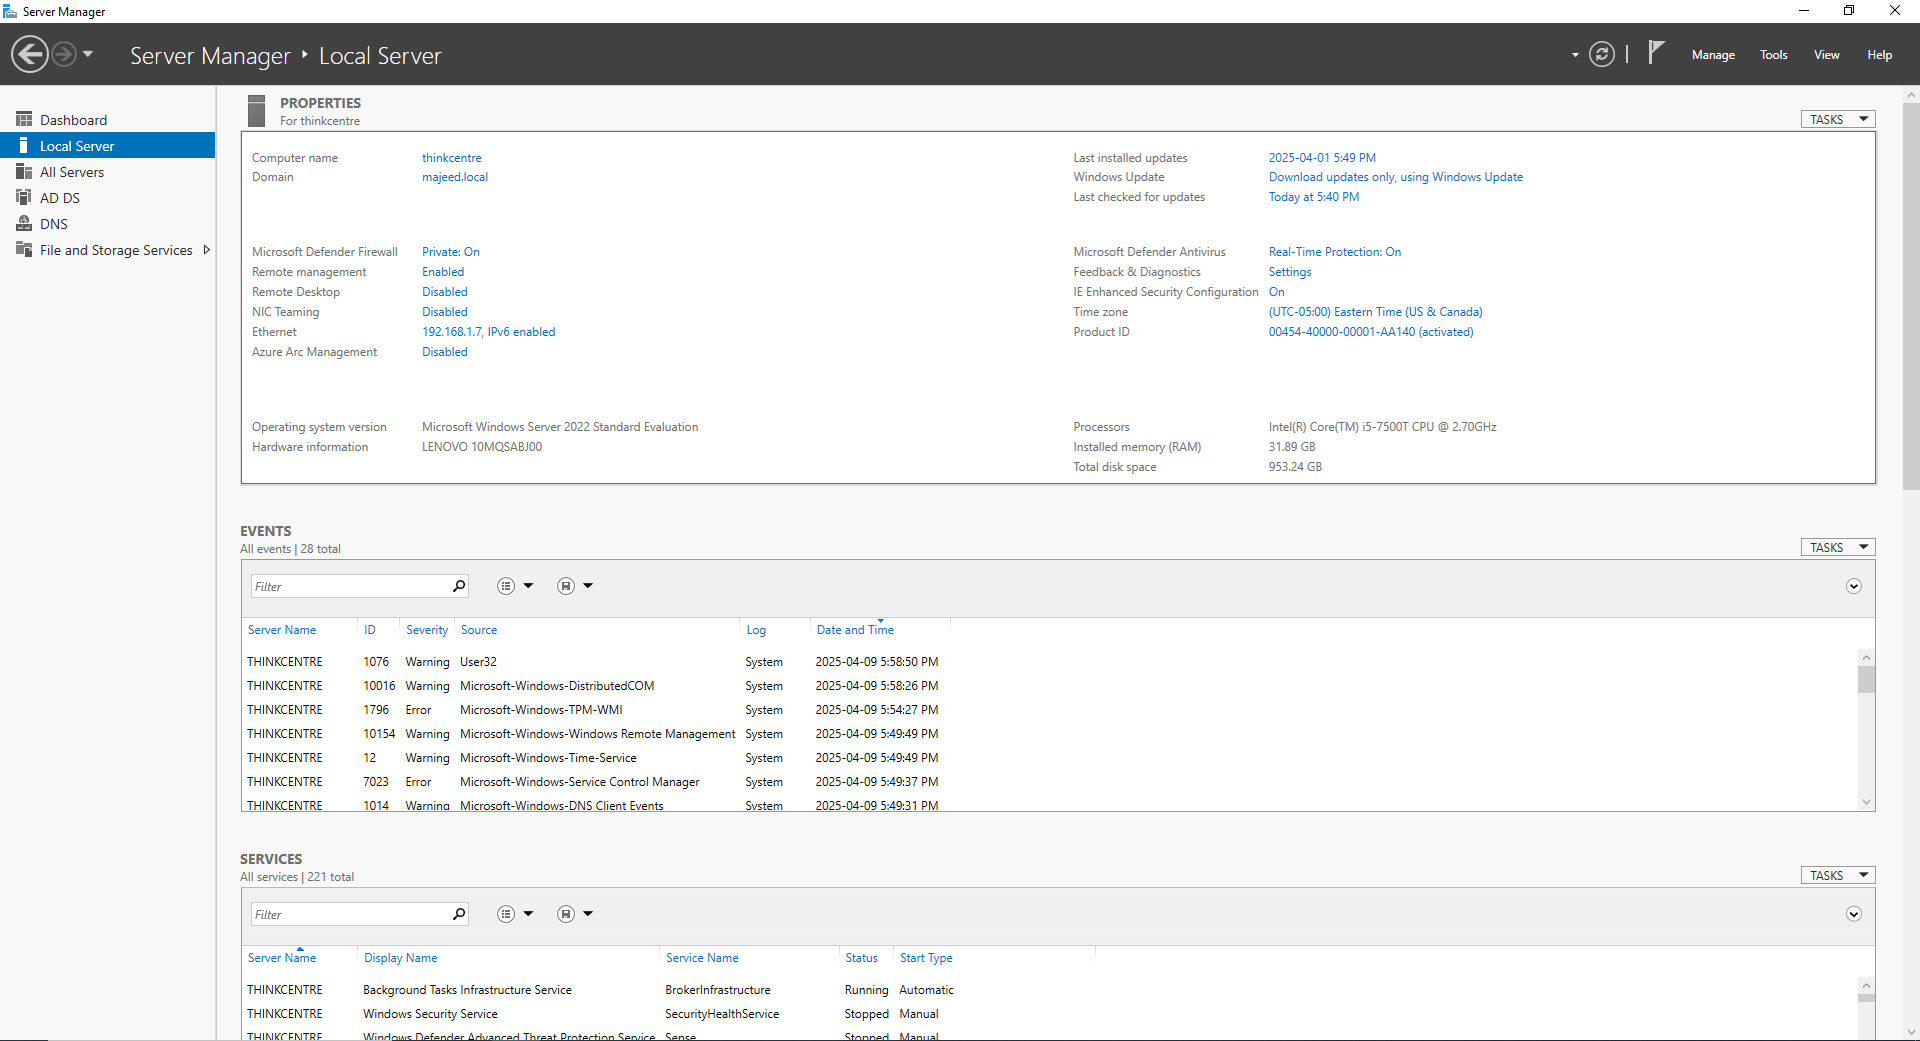 Server Manager
Server Manager ‣ Local Server
Manage Tools View Help
Dashboard
Local Server
All Servers
AD DS
DNS
File and Storage Services
PROPERTIES
For thinkcentre
TASKS
Computer name thinkcentre
Domain majeed.local
Last installed updates 2025-04-01 5:49 PM
Windows Update Download updates only, using Windows Update
Last checked for updates Today at 5:40 PM
Microsoft Defender Firewall Private: On
Remote management Enabled
Remote Desktop Disabled
NIC Teaming Disabled
Ethernet 192.168.1.7, IPv6 enabled
Azure Arc Management Disabled
Microsoft Defender Antivirus Real-Time Protection: On
Feedback & Diagnostics Settings
IE Enhanced Security Configuration On
Time zone (UTC-05:00) Eastern Time (US & Canada)
Product ID 00454-40000-00001-AA140 (activated)
Operating system version Microsoft Windows Server 2022 Standard Evaluation
Hardware information LENOVO 10MQSABJ00
Processors Intel(R) Core(TM) i5-7500T CPU @ 2.70GHz
Installed memory (RAM) 31.89 GB
Total disk space 953.24 GB
EVENTS
All events | 28 total
TASKS
Filter
Server Name ID Severity Source Log Date and Time
THINKCENTRE 1076 Warning User32 System 2025-04-09 5:58:50 PM
THINKCENTRE 10016 Warning Microsoft-Windows-DistributedCOM System 2025-04-09 5:58:26 PM
THINKCENTRE 1796 Error Microsoft-Windows-TPM-WMI System 2025-04-09 5:54:27 PM
THINKCENTRE 10154 Warning Microsoft-Windows-Windows Remote Management System 2025-04-09 5:49:49 PM
THINKCENTRE 12 Warning Microsoft-Windows-Time-Service System 2025-04-09 5:49:49 PM
THINKCENTRE 7023 Error Microsoft-Windows-Service Control Manager System 2025-04-09 5:49:37 PM
THINKCENTRE 1014 Warning Microsoft-Windows-DNS Client Events System 2025-04-09 5:49:31 PM
SERVICES
All services | 221 total
TASKS
Filter
Server Name Display Name Service Name Status Start Type
THINKCENTRE Background Tasks Infrastructure Service BrokerInfrastructure Running Automatic
THINKCENTRE Windows Security Service SecurityHealthService Stopped Manual
THINKCENTRE Windows Defender Advanced Threat Protection Service Sense Stopped Manual